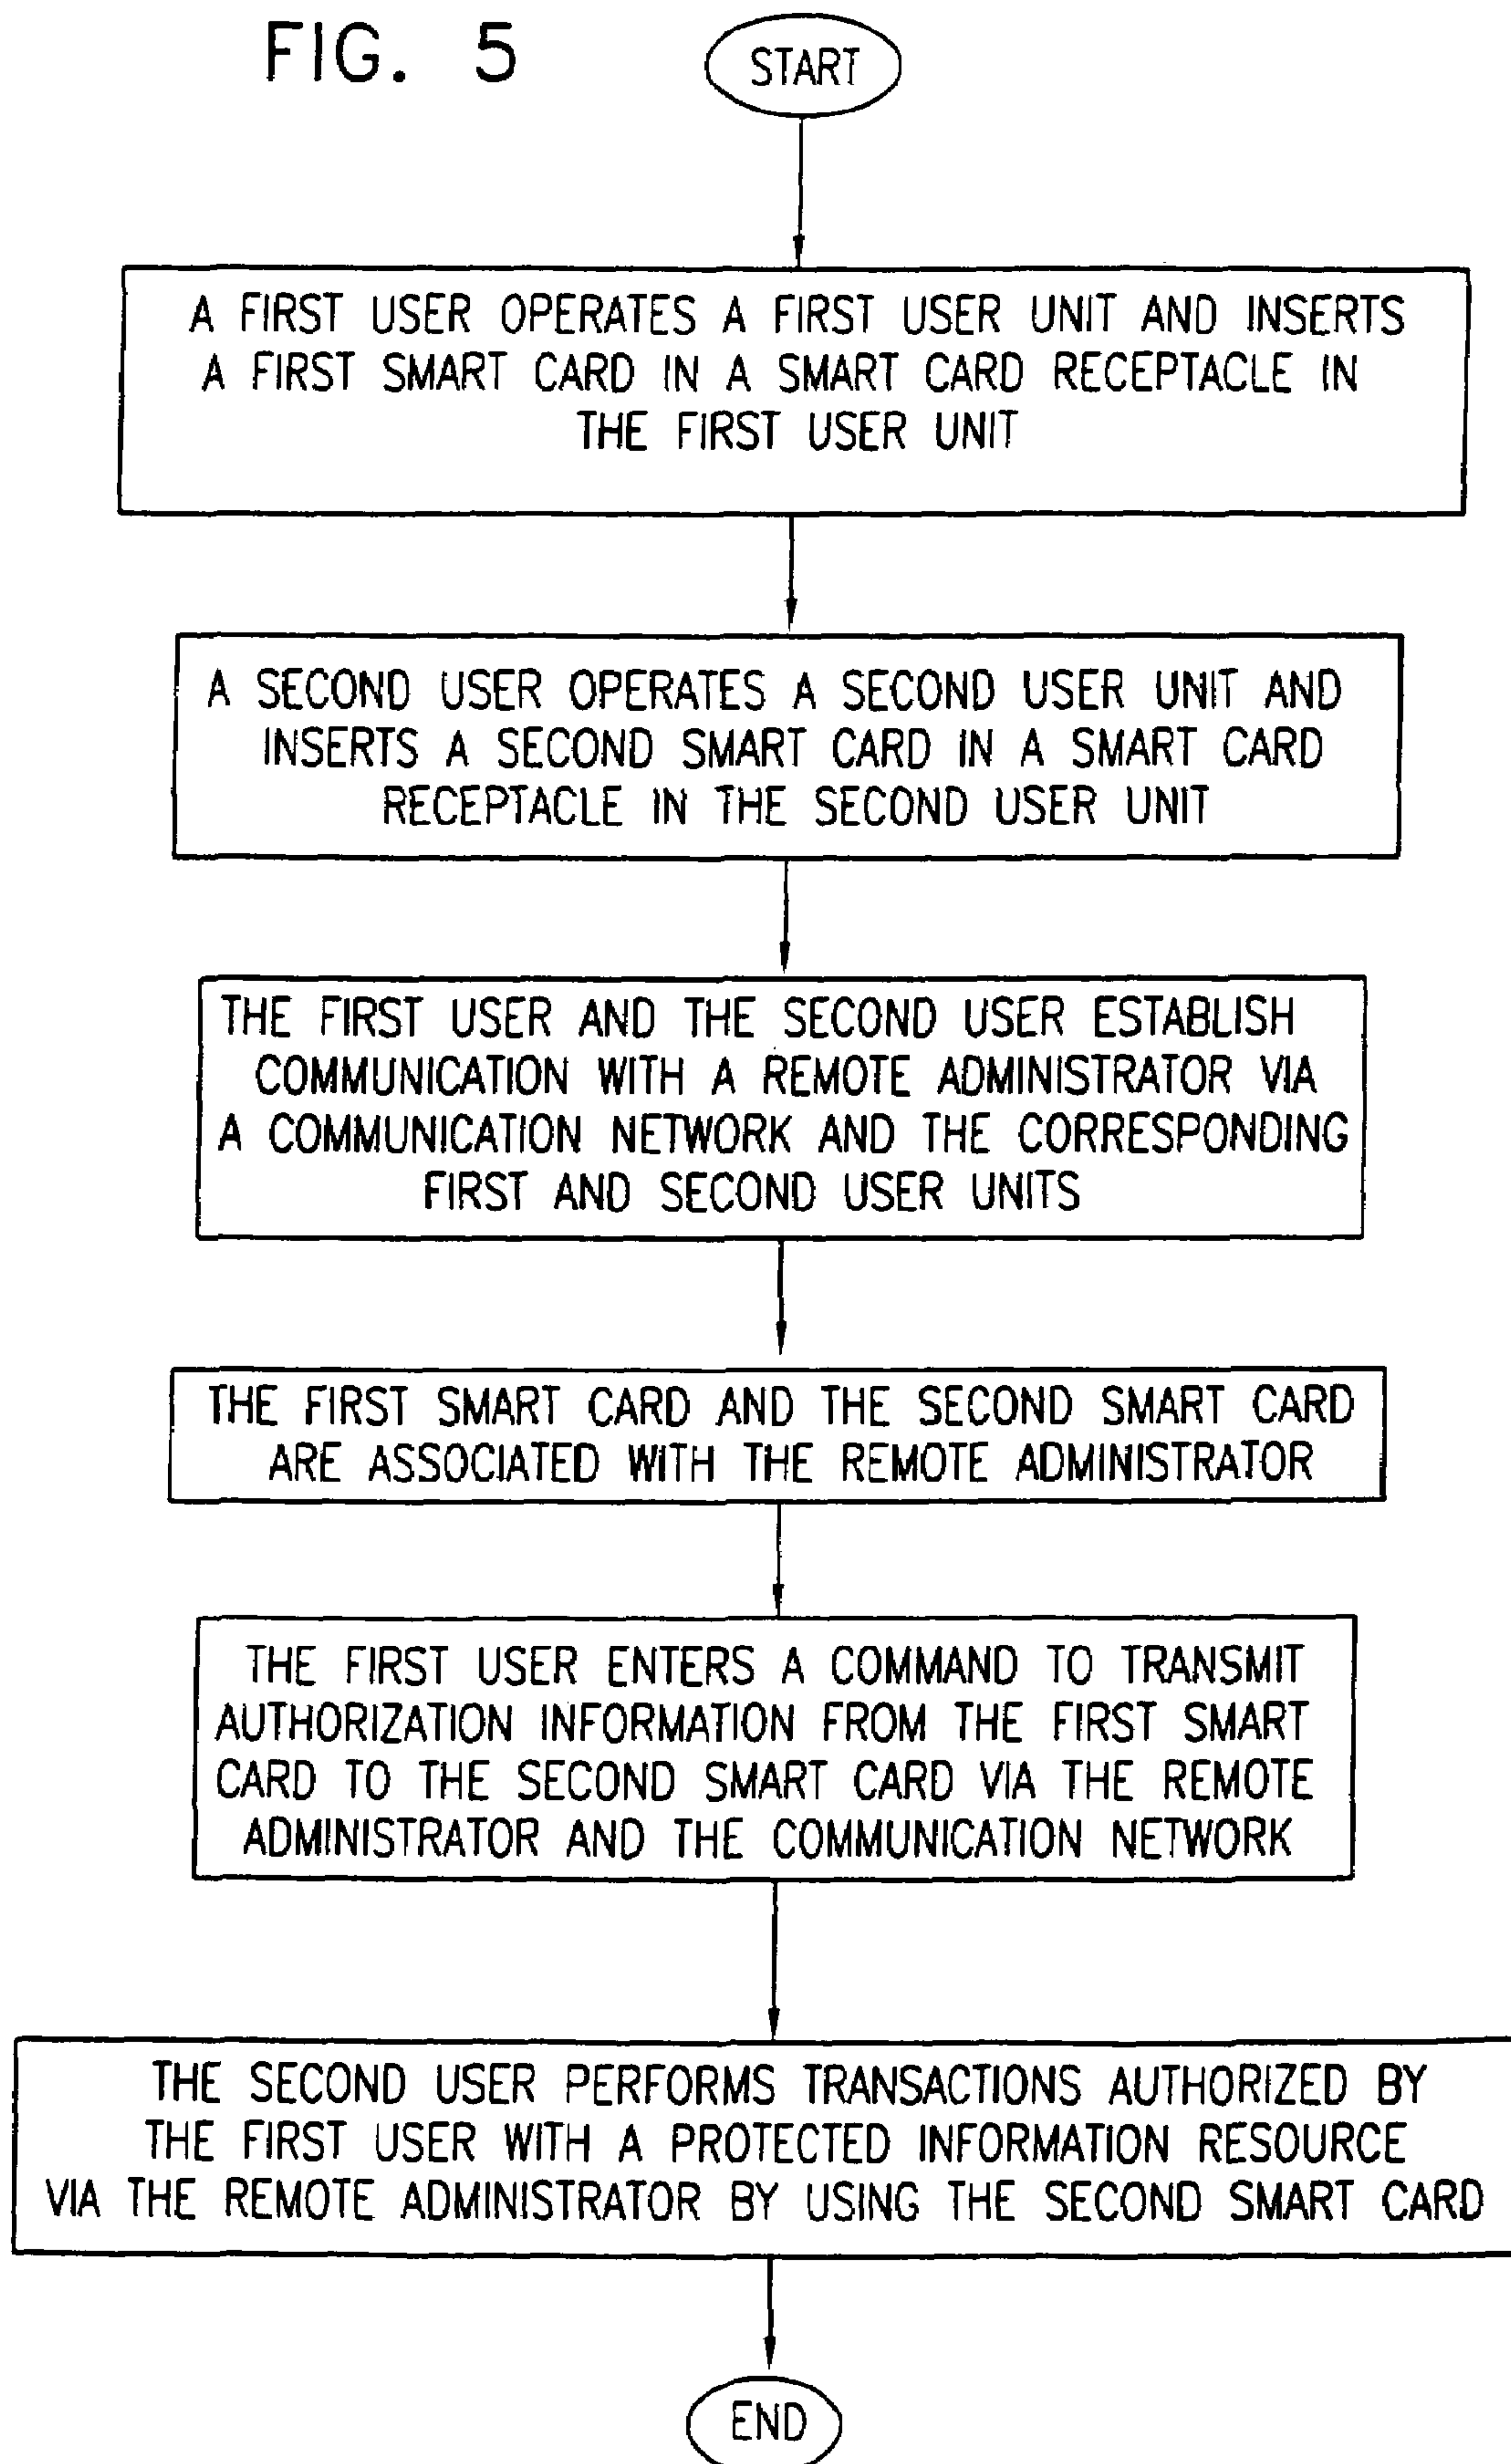 FIG. 5
START
A FIRST USER OPERATES A FIRST USER UNIT AND INSERTS
A FIRST SMART CARD IN A SMART CARD RECEPTACLE IN
THE FIRST USER UNIT
A SECOND USER OPERATES A SECOND USER UNIT AND
INSERTS A SECOND SMART CARD IN A SMART CARD
RECEPTACLE IN THE SECOND USER UNIT
THE FIRST USER AND THE SECOND USER ESTABLISH
COMMUNICATION WITH A REMOTE ADMINISTRATOR VIA
A COMMUNICATION NETWORK AND THE CORRESPONDING
FIRST AND SECOND USER UNITS
THE FIRST SMART CARD AND THE SECOND SMART CARD
ARE ASSOCIATED WITH THE REMOTE ADMINISTRATOR
THE FIRST USER ENTERS A COMMAND TO TRANSMIT
AUTHORIZATION INFORMATION FROM THE FIRST SMART
CARD TO THE SECOND SMART CARD VIA THE REMOTE
ADMINISTRATOR AND THE COMMUNICATION NETWORK
THE SECOND USER PERFORMS TRANSACTIONS AUTHORIZED BY
THE FIRST USER WITH A PROTECTED INFORMATION RESOURCE
VIA THE REMOTE ADMINISTRATOR BY USING THE SECOND SMART CARD
END